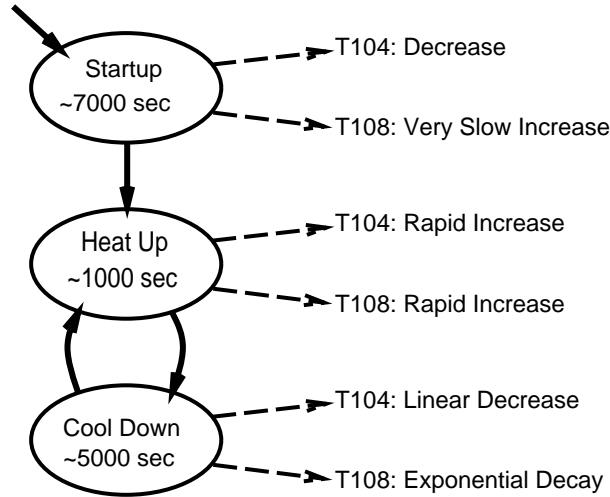 Startup
~7000 sec
T104: Decrease
T108: Very Slow Increase
Heat Up
~1000 sec
T104: Rapid Increase
T108: Rapid Increase
Cool Down
~5000 sec
T104: Linear Decrease
T108: Exponential Decay